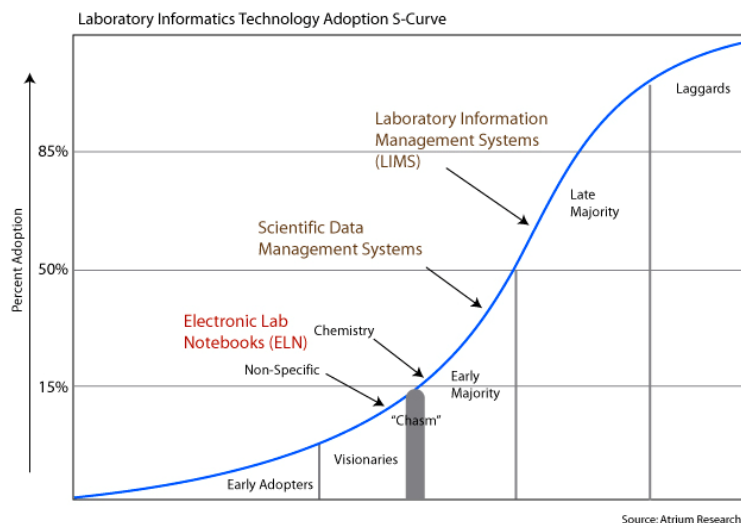 Laboratory Informatics Technology Adoption S-Curve
Laggards
Laboratory Information
Management Systems
(LIMS)
85%
Late
Majority
Scientific Data
Management Systems
Percent Adoption
50%
Electronic Lab
Notebooks (ELN)
Chemistry
Non-Specific
Early
Majority
15%
"Chasm"
Visionaries
Early Adopters
Source: Atrium Research